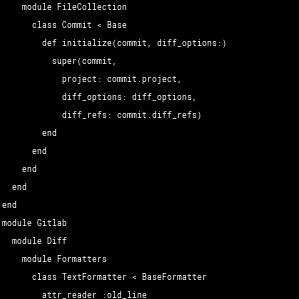 module FileCollection
      class Commit < Base
        def initialize(commit, diff_options:)
          super(commit,
            project: commit.project,
            diff_options: diff_options,
            diff_refs: commit.diff_refs)
        end
      end
    end
  end
end
module Gitlab
  module Diff
    module Formatters
      class TextFormatter < BaseFormatter
        attr_reader :old_line